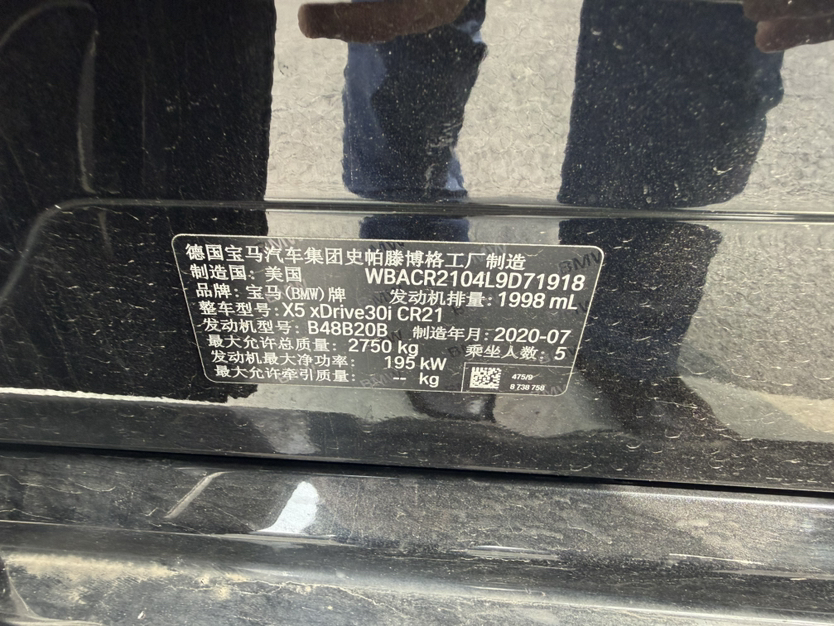 德国宝马汽车集团史帕滕博格工厂制造
制造国: 美国 WBACR2104L9D71918
品牌: 宝马(BMW)牌 发动机排量: 1998 mL
整车型号: X5 xDrive30i CR21
发动机型号: B48B20B 制造年月: 2020-07
最大允许总质量: 2750 kg 乘坐人数: 5
发动机最大净功率: 195 kW
最大允许牵引质量: -- kg
475/9
8 738 758